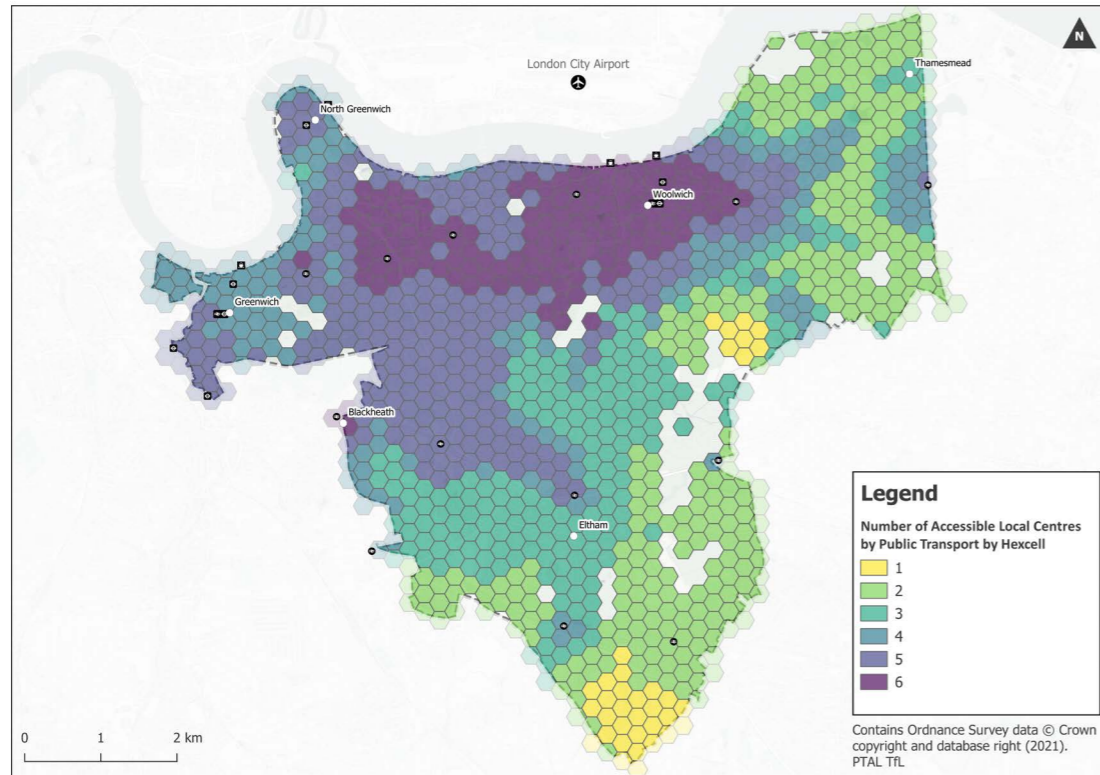 N
London City Airport
Thamesmead
North Greenwich
Woolwich
Greenwich
Blackheath
Eltham
Legend
Number of Accessible Local Centres
by Public Transport by Hexcell
1
2
3
4
5
6
0 1 2 km
Contains Ordnance Survey data © Crown
copyright and database right (2021).
PTAL TfL